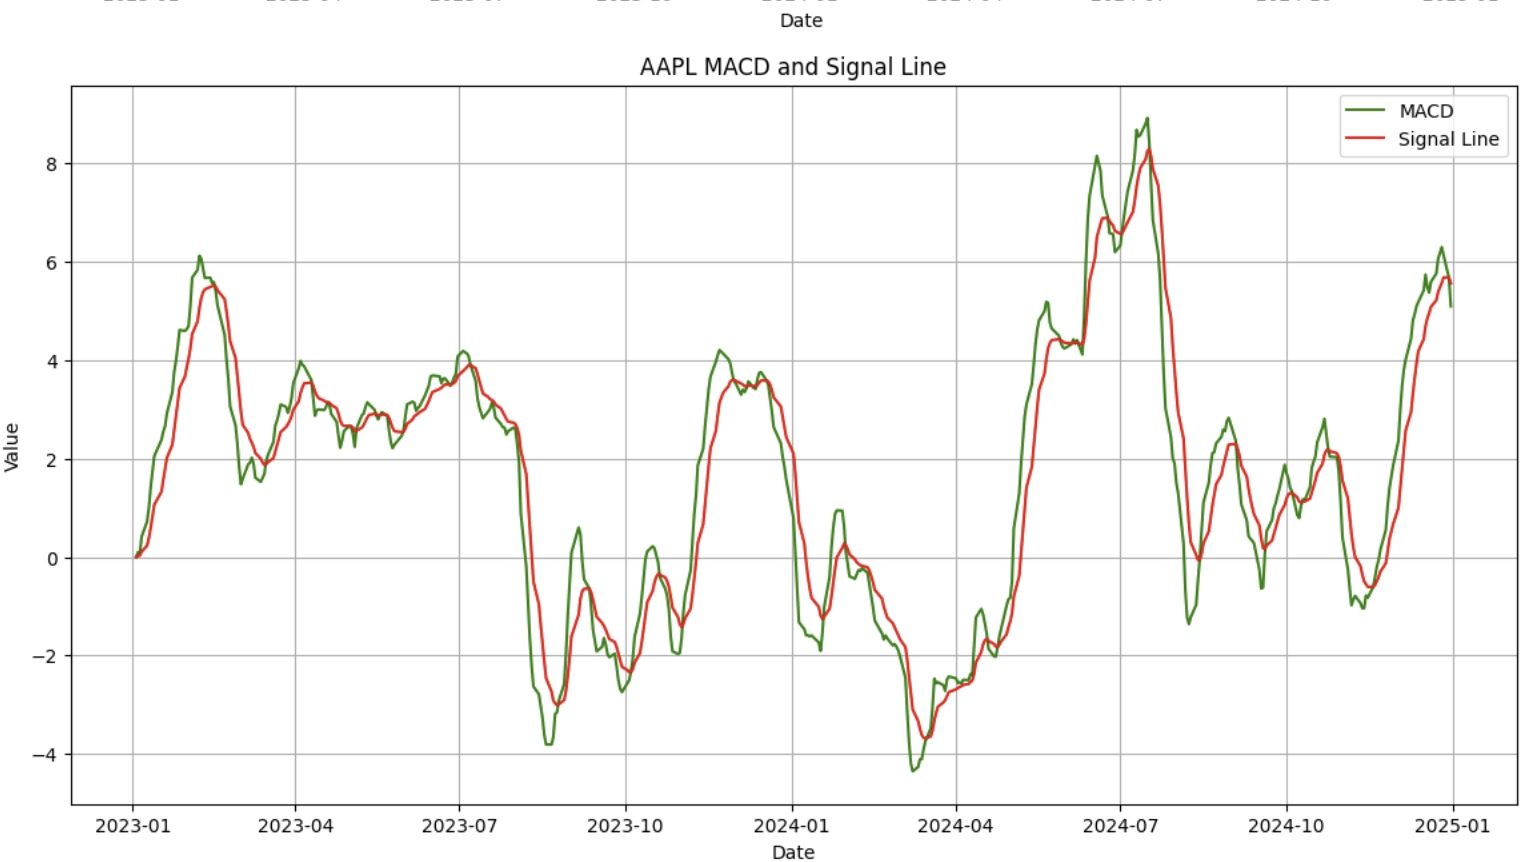 Date
AAPL MACD and Signal Line
MACD
Signal Line
8
6
4
2
0
−2
−4
Value
2023-01 2023-04 2023-07 2023-10 2024-01 2024-04 2024-07 2024-10 2025-01
Date